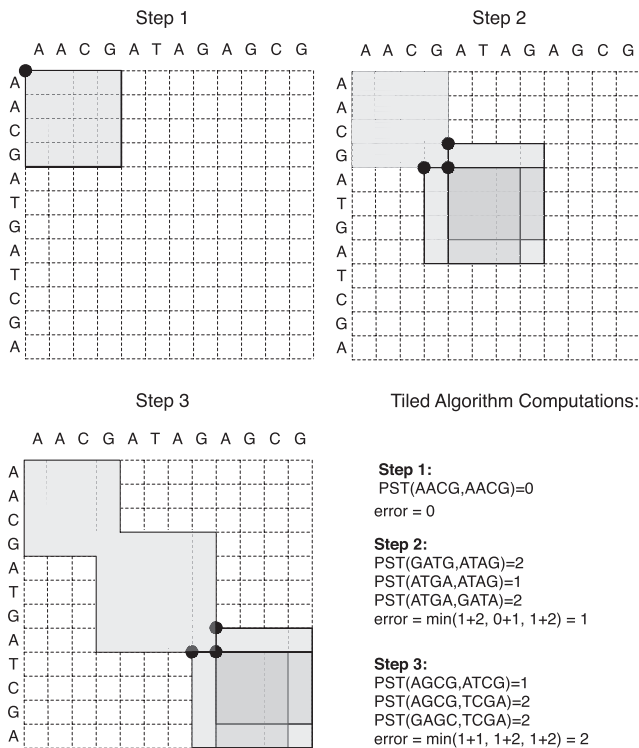 Step 1
A A C G A T A G A G C G
A
A
C
G
A
T
G
A
T
C
G
A
Step 2
A A C G A T A G A G C G
A
A
C
G
A
T
G
A
T
C
G
A
Step 3
A A C G A T A G A G C G
A
A
C
G
A
T
G
A
T
C
G
A
Tiled Algorithm Computations:
Step 1:
PST(AACG,AACG)=0
error = 0
Step 2:
PST(GATG,ATAG)=2
PST(ATGA,ATAG)=1
PST(ATGA,GATA)=2
error = min(1+2, 0+1, 1+2) = 1
Step 3:
PST(AGCG,ATCG)=1
PST(AGCG,TCGA)=2
PST(GAGC,TCGA)=2
error = min(1+1, 1+2, 1+2) = 2